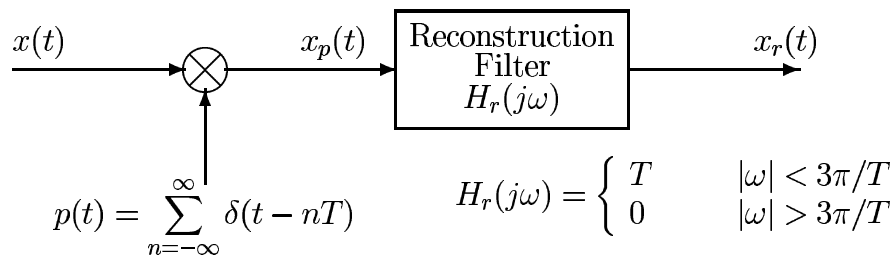 x(t)
x_p(t)
Reconstruction
Filter
H_r(jω)
x_r(t)
p(t) = ∑_{n=-∞}^{∞} δ(t − nT)
H_r(jω) = { T |ω| < 3π/T
0 |ω| > 3π/T